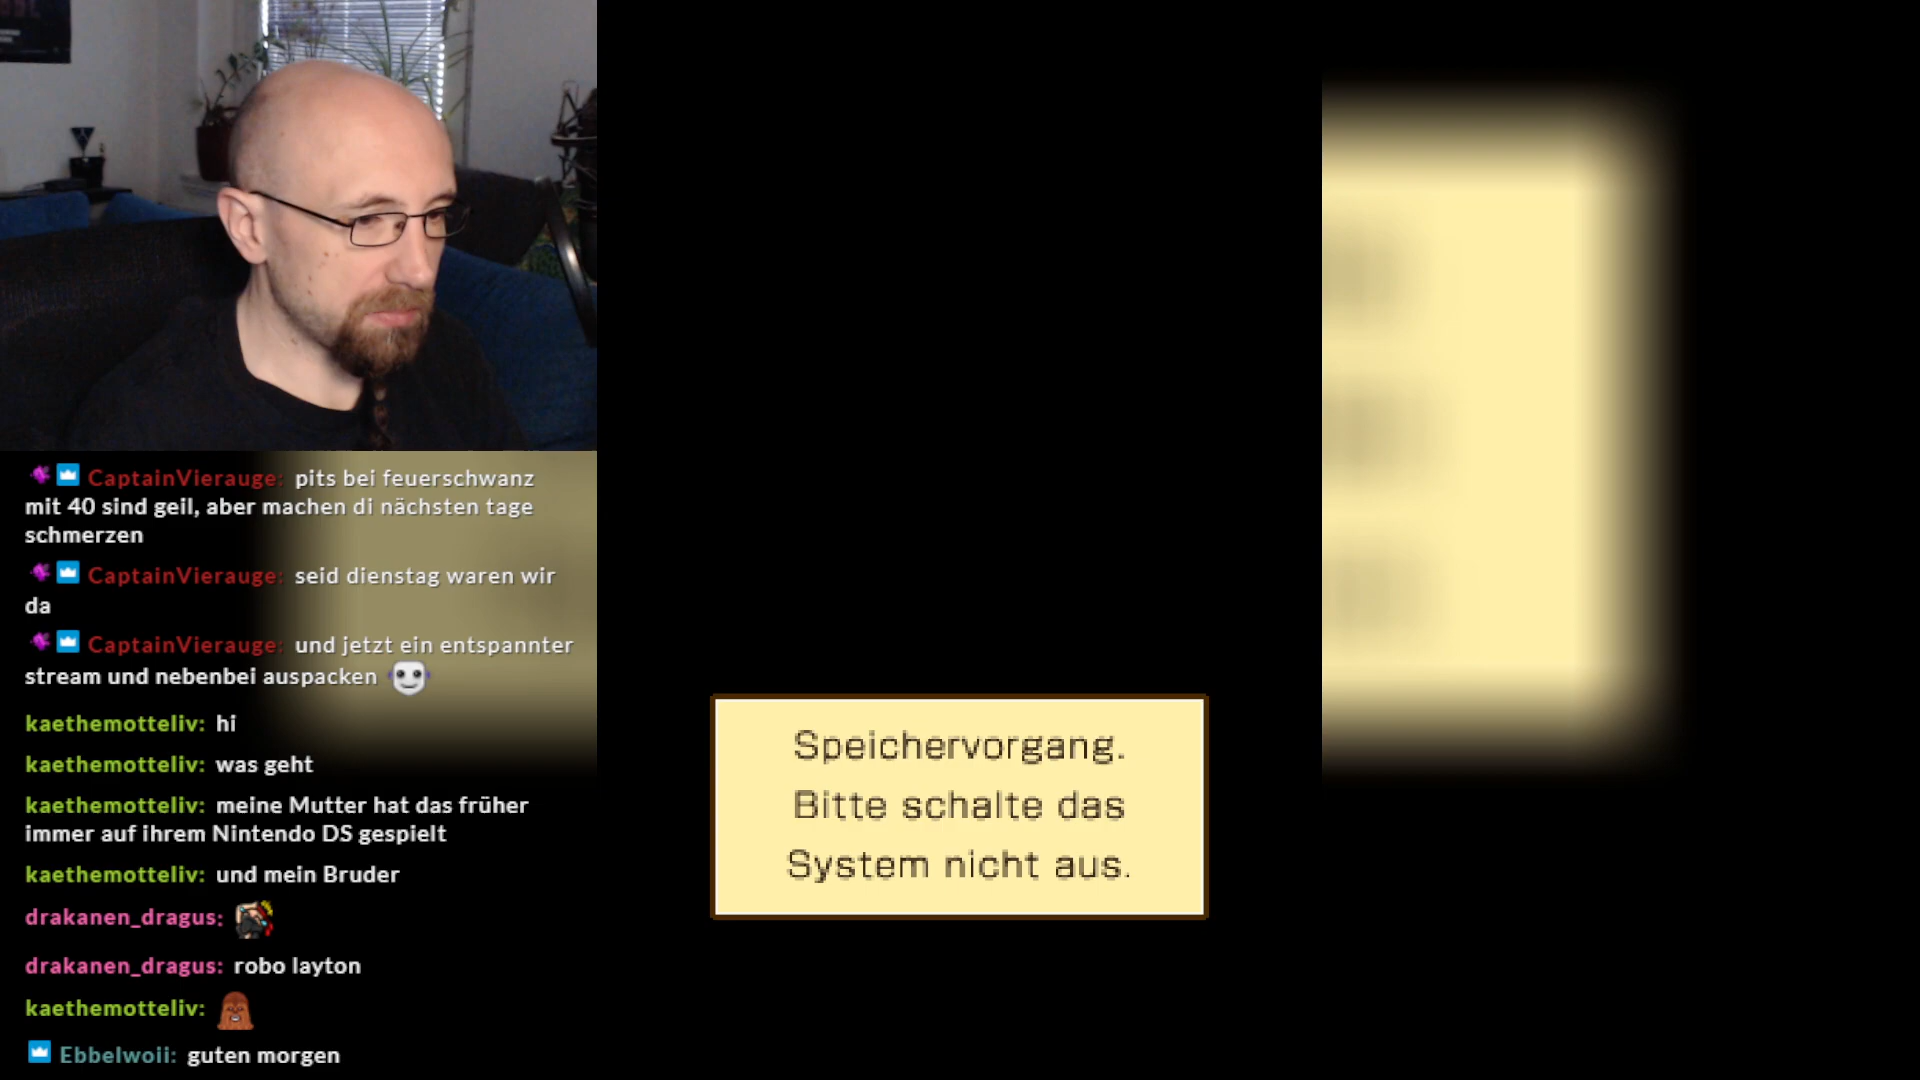 CaptainVierauge: pits bei feuerschwanz
mit 40 sind geil, aber machen di nächsten tage
schmerzen
CaptainVierauge: seid dienstag waren wir
da
CaptainVierauge: und jetzt ein entspannter
stream und nebenbei auspacken
kaethemotteliv: hi
kaethemotteliv: was geht
kaethemotteliv: meine Mutter hat das früher
immer auf ihrem Nintendo DS gespielt
kaethemotteliv: und mein Bruder
drakanen_dragus:
drakanen_dragus: robo layton
kaethemotteliv:
Ebbelwoii: guten morgen
Speichervorgang.
Bitte schalte das
System nicht aus.